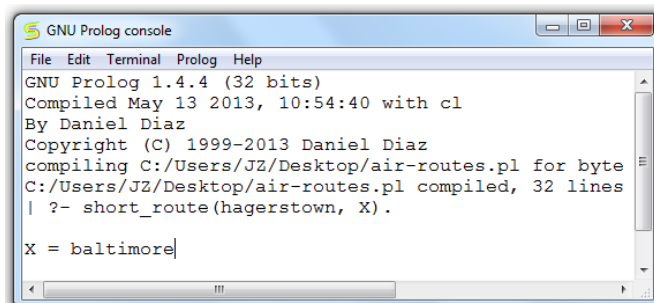 GNU Prolog console
File Edit Terminal Prolog Help
GNU Prolog 1.4.4 (32 bits)
Compiled May 13 2013, 10:54:40 with cl
By Daniel Diaz
Copyright (C) 1999-2013 Daniel Diaz
compiling C:/Users/JZ/Desktop/air-routes.pl for byte
C:/Users/JZ/Desktop/air-routes.pl compiled, 32 lines
| ?- short_route(hagerstown, X).
X = baltimore